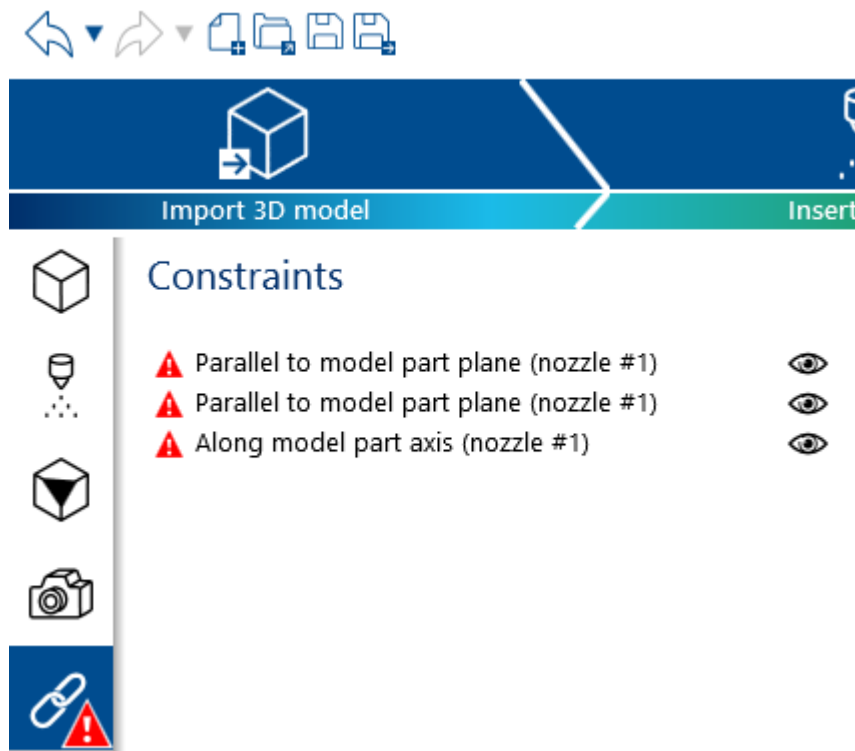 Import 3D model
Insert
Constraints
Parallel to model part plane (nozzle #1)
Parallel to model part plane (nozzle #1)
Along model part axis (nozzle #1)